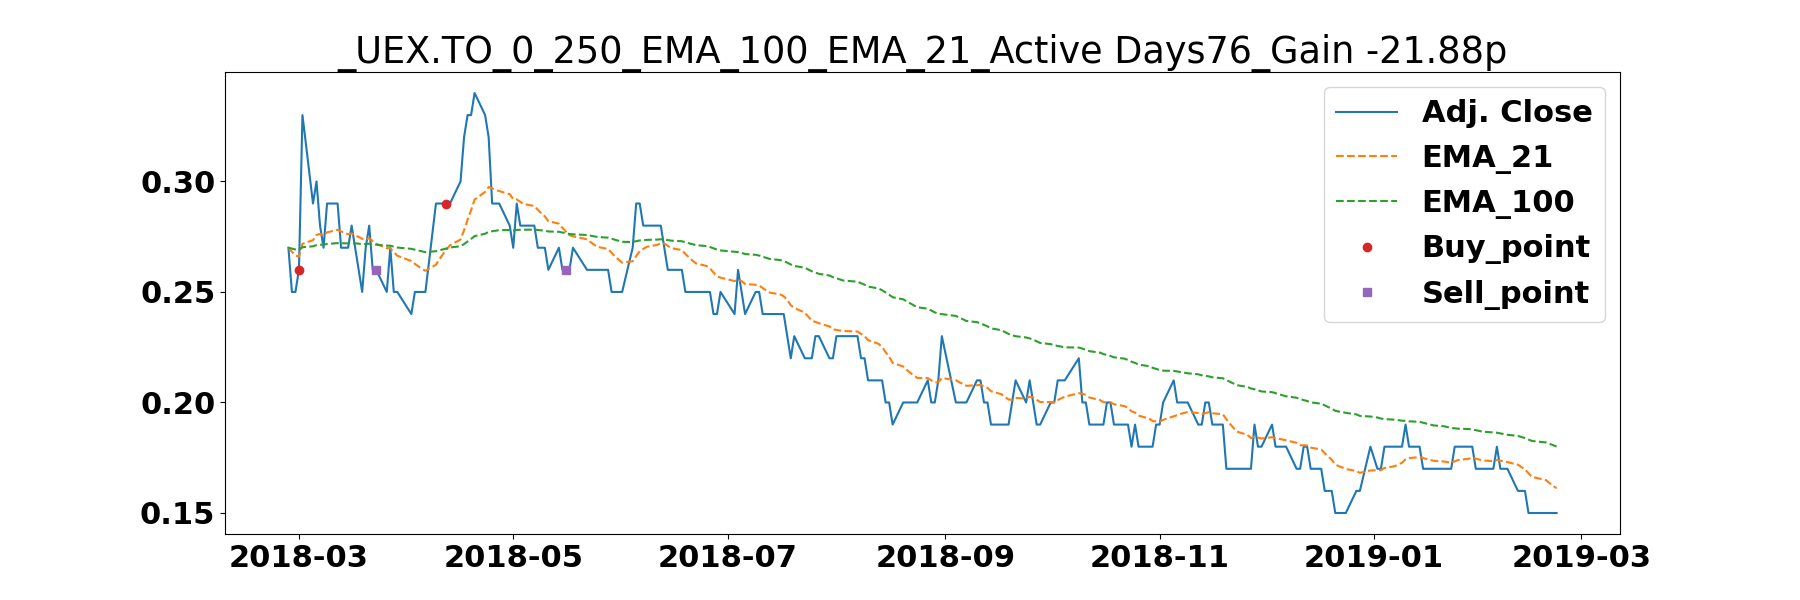 _UEX.TO_0_250_EMA_100_EMA_21_Active Days76_Gain -21.88p
Adj. Close
EMA_21
EMA_100
Buy_point
Sell_point
0.30
0.25
0.20
0.15
2018-03 2018-05 2018-07 2018-09 2018-11 2019-01 2019-03